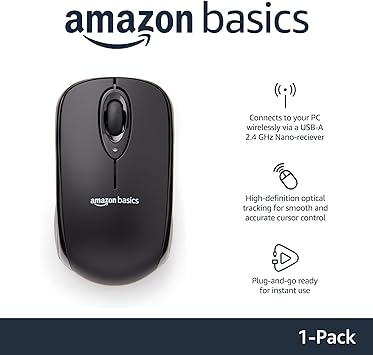 amazon basics
Connects to your PC
wirelessly via a USB-A
2.4 GHz Nano-reciever
amazon basics
High-definition optical
tracking for smooth and
accurate cursor control
Plug-and-go ready
for instant use
1-Pack